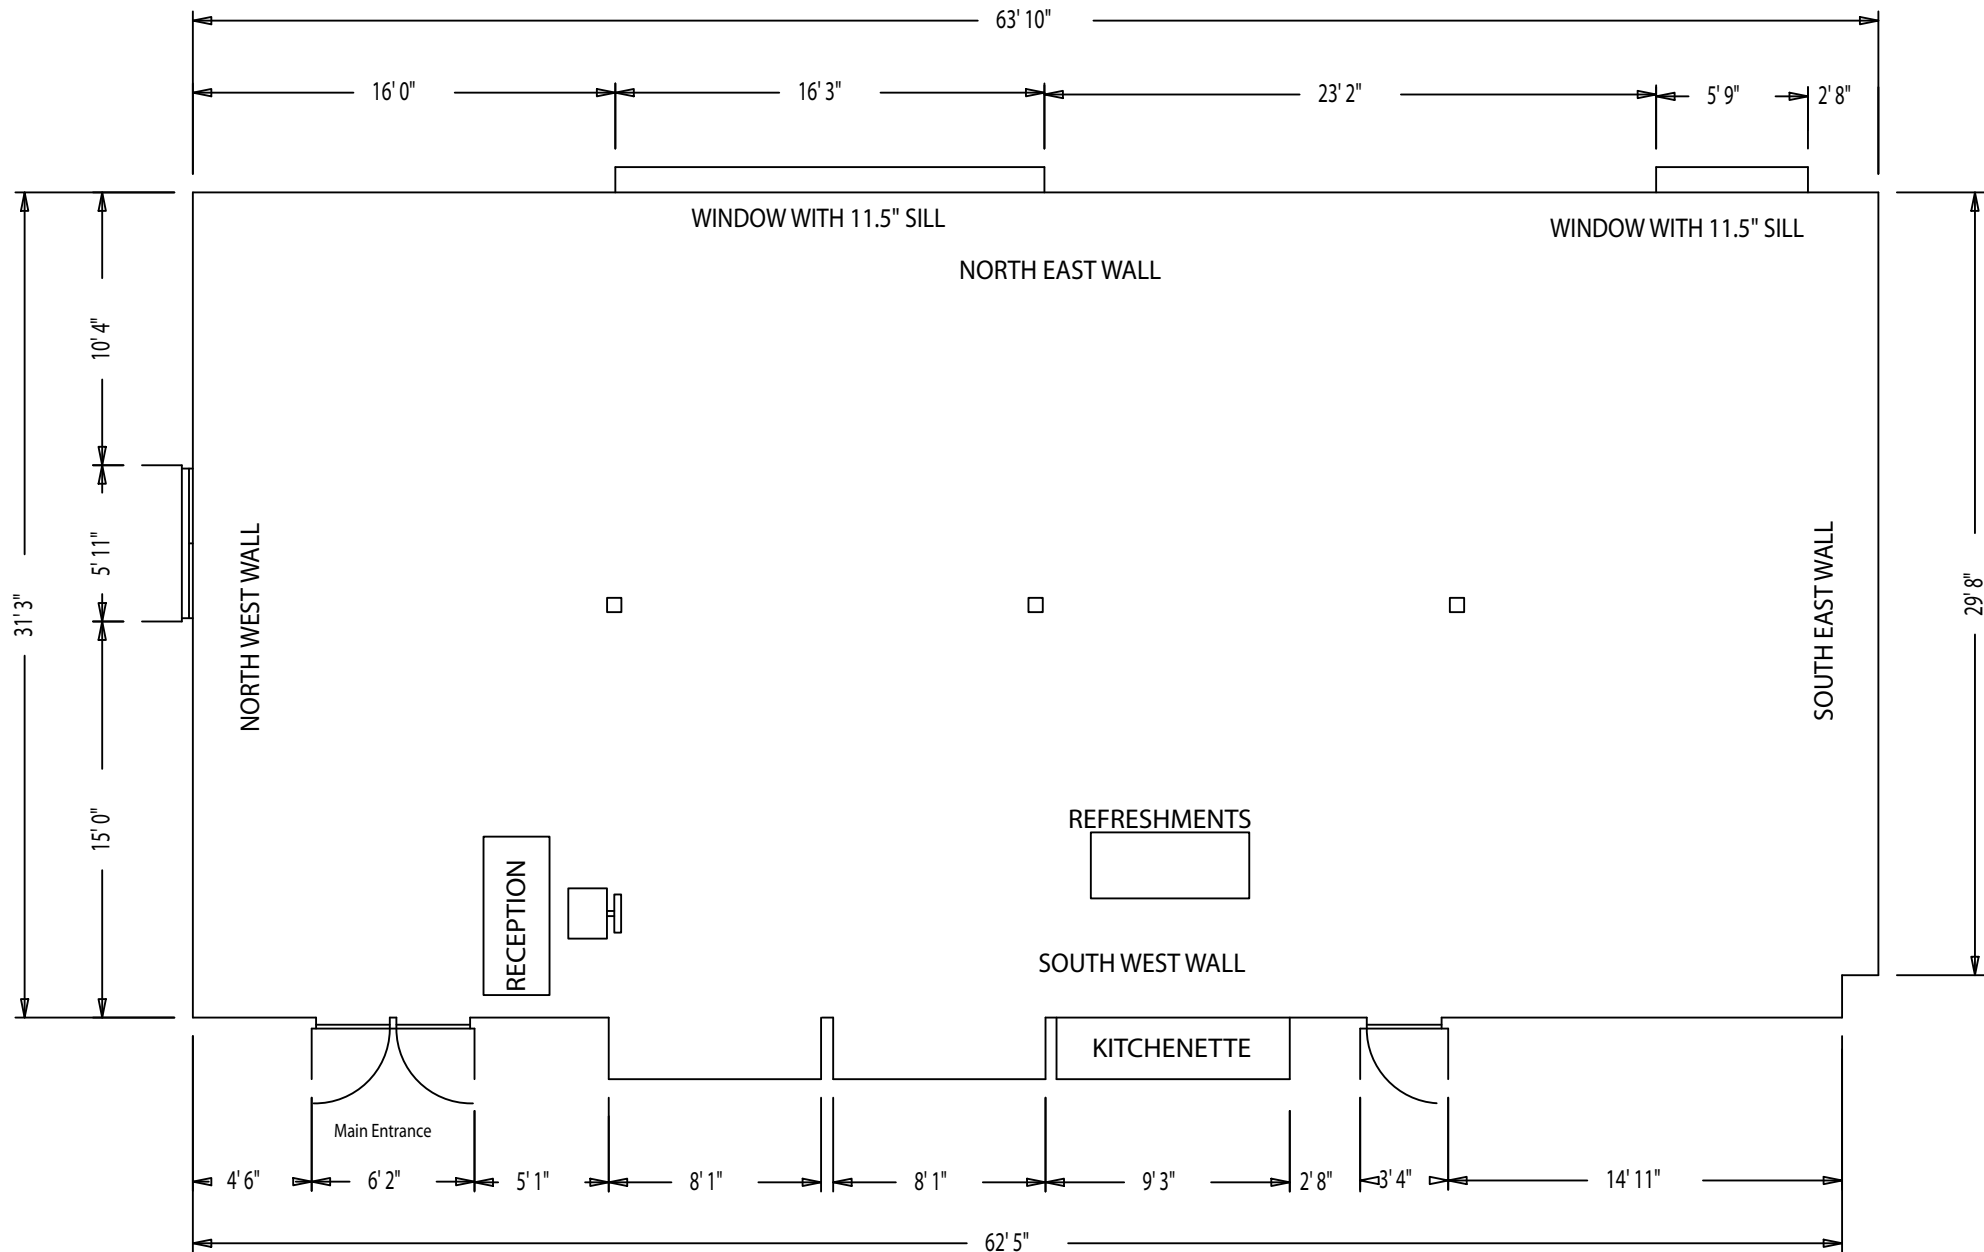 63' 10"
16' 0"
16' 3"
23' 2"
5' 9"
2' 8"
WINDOW WITH 11.5" SILL
WINDOW WITH 11.5" SILL
NORTH EAST WALL
10' 4"
5' 11"
15' 0"
31' 3"
NORTH WEST WALL
SOUTH EAST WALL
29' 8"
REFRESHMENTS
RECEPTION
SOUTH WEST WALL
KITCHENETTE
Main Entrance
4' 6"
6' 2"
5' 1"
8' 1"
8' 1"
9' 3"
2' 8"
3' 4"
14' 11"
62' 5"